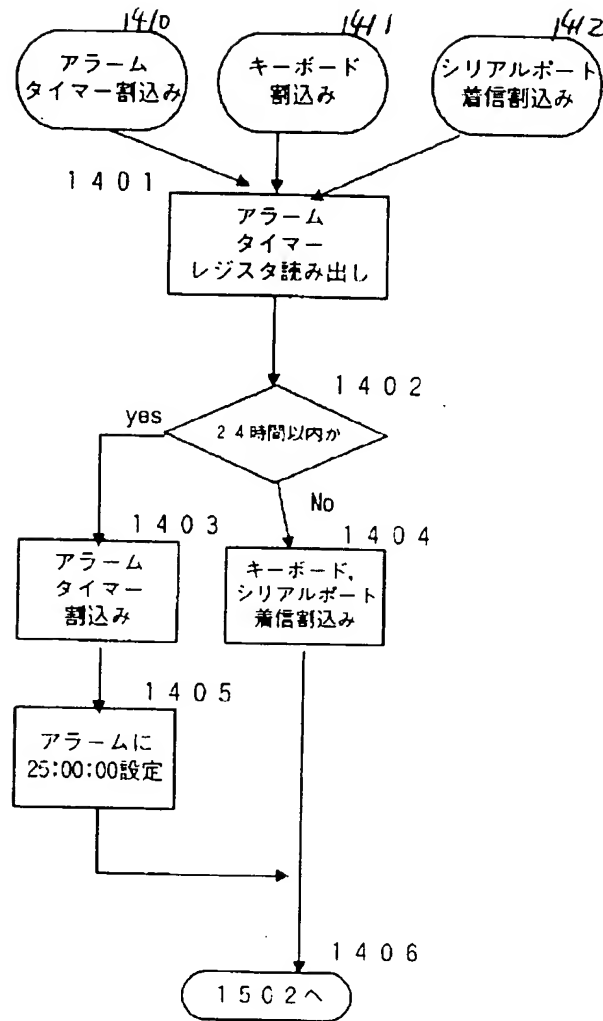 1410
1411
1412
アラーム
タイマー割込み
キーボード
割込み
シリアルポート
着信割込み
1401
アラーム
タイマー
レジスタ読み出し
1402
24時間以内か
yes
No
1403
1404
アラーム
タイマー
割込み
キーボード,
シリアルポート
着信割込み
1405
アラームに
25:00:00設定
1406
1502へ